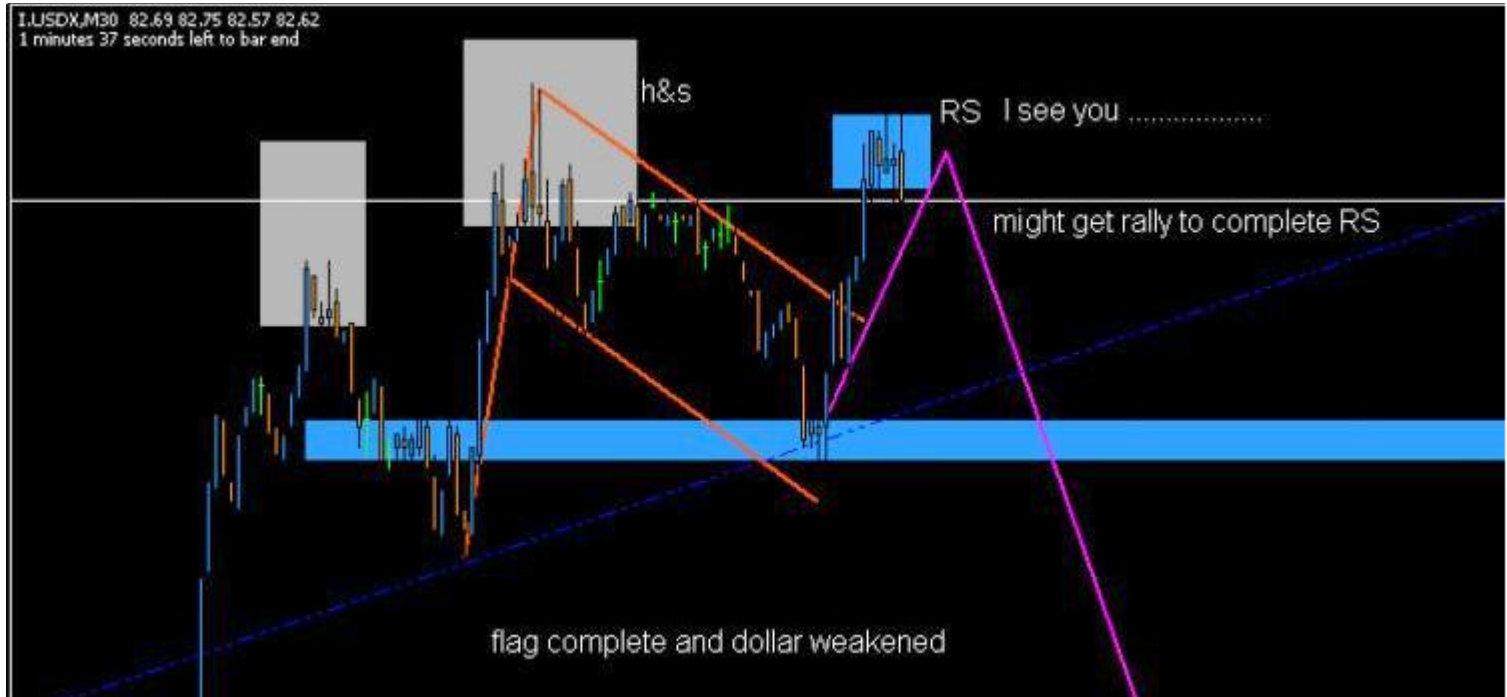 I.USDX,M30 82.69 82.75 82.57 82.62
1 minutes 37 seconds left to bar end
h&s
RS I see you ..................
might get rally to complete RS
flag complete and dollar weakened